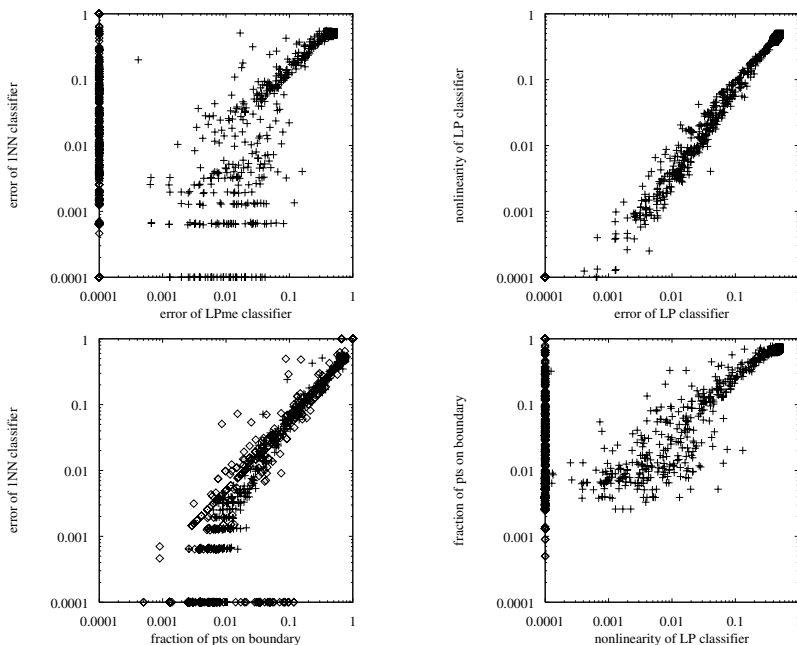 1
0.1
0.01
0.001
0.0001
error of 1NN classifier
0.0001 0.001 0.01 0.1 1
error of LPme classifier
1
0.1
0.01
0.001
0.0001
nonlinearity of LP classifier
0.0001 0.001 0.01 0.1
error of LP classifier
1
0.1
0.01
0.001
0.0001
error of 1NN classifier
0.0001 0.001 0.01 0.1 1
fraction of pts on boundary
1
0.1
0.01
0.001
0.0001
fraction of pts on boundary
0.0001 0.001 0.01 0.1
nonlinearity of LP classifier